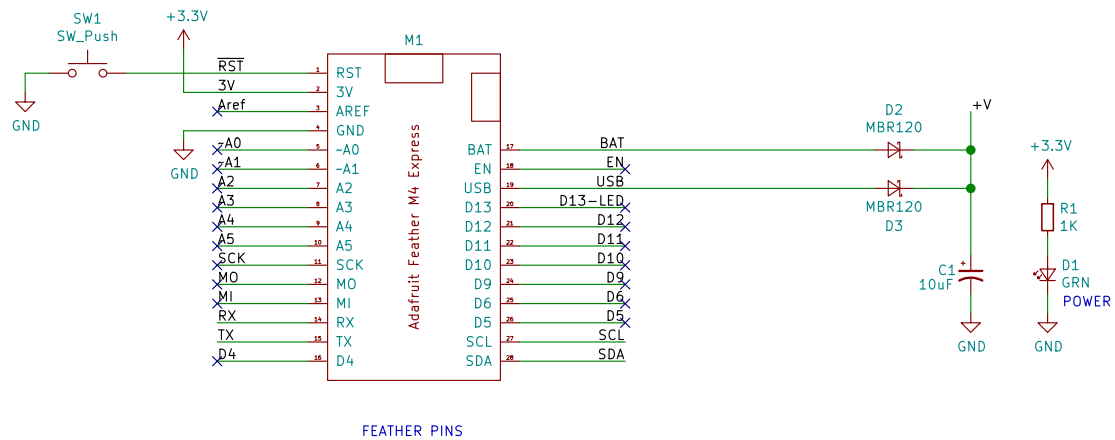 SW1
SW_Push
+3.3V
GND
M1
Adafruit Feather M4 Express
RST 1 RST
3V 2 3V
Aref 3 AREF
4 GND
GND
~A0 5 ~A0
~A1 6 ~A1
A2 7 A2
A3 8 A3
A4 9 A4
A5 10 A5
SCK 11 SCK
MO 12 MO
MI 13 MI
RX 14 RX
TX 15 TX
D4 16 D4
BAT 17 BAT
EN 18 EN
USB 19 USB
D13 20 D13-LED
D12 21 D12
D11 22 D11
D10 23 D10
D9 24 D9
D6 25 D6
D5 26 D5
SCL 27 SCL
SDA 28 SDA
D2
MBR120
MBR120
D3
+V
C1
+
10uF
GND
+3.3V
R1
1K
D1
GRN
POWER
GND
FEATHER PINS